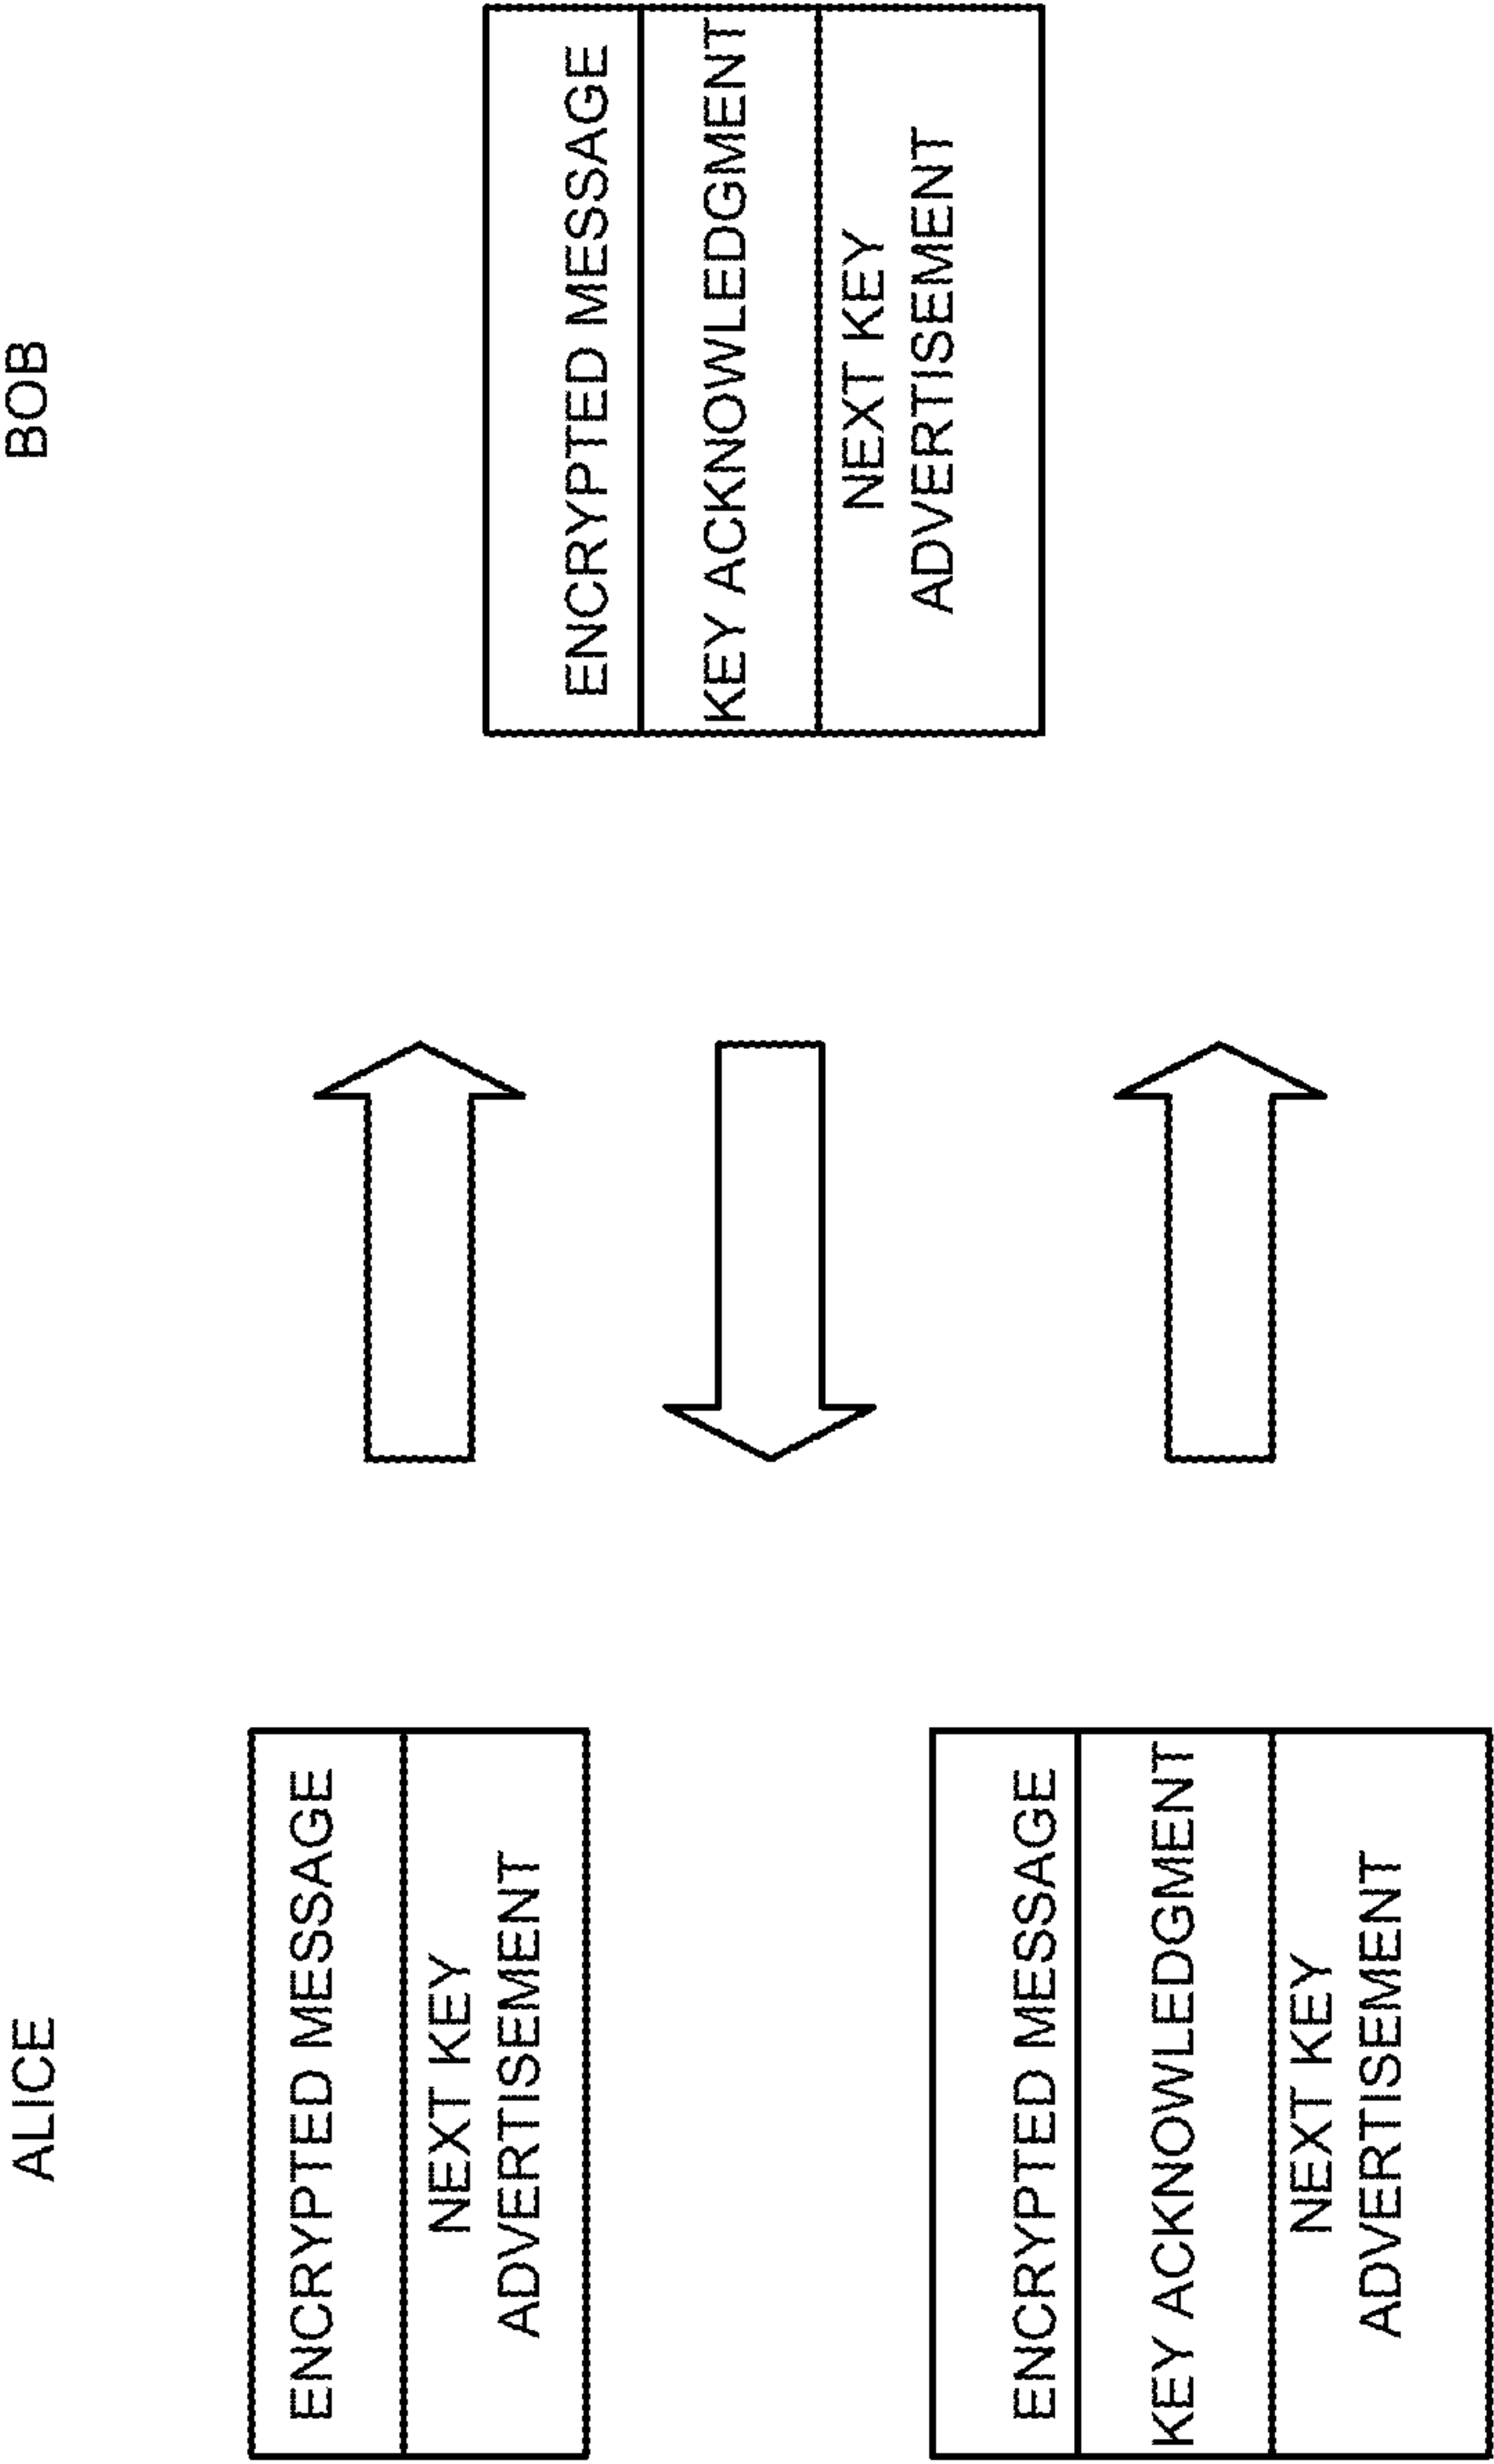 ALICE
BOB
ENCRYPTED MESSAGE
NEXT KEY
ADVERTISEMENT
ENCRYPTED MESSAGE
KEY ACKNOWLEDGMENT
NEXT KEY
ADVERTISEMENT
ENCRYPTED MESSAGE
KEY ACKNOWLEDGMENT
NEXT KEY
ADVERTISEMENT